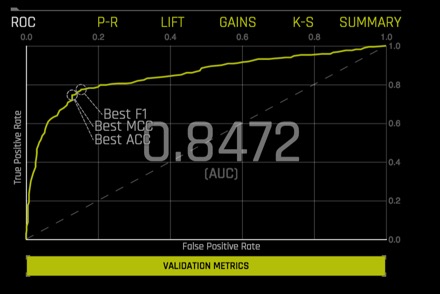 ROC P-R LIFT GAINS K-S SUMMARY
0.0 0.2 0.4 0.6 0.8 1.0
1.0
0.8
Best F1
Best MCC
Best ACC
0.8472
(AUC)
0.6
0.4
0.2
0.0
True Positive Rate
False Positive Rate
VALIDATION METRICS